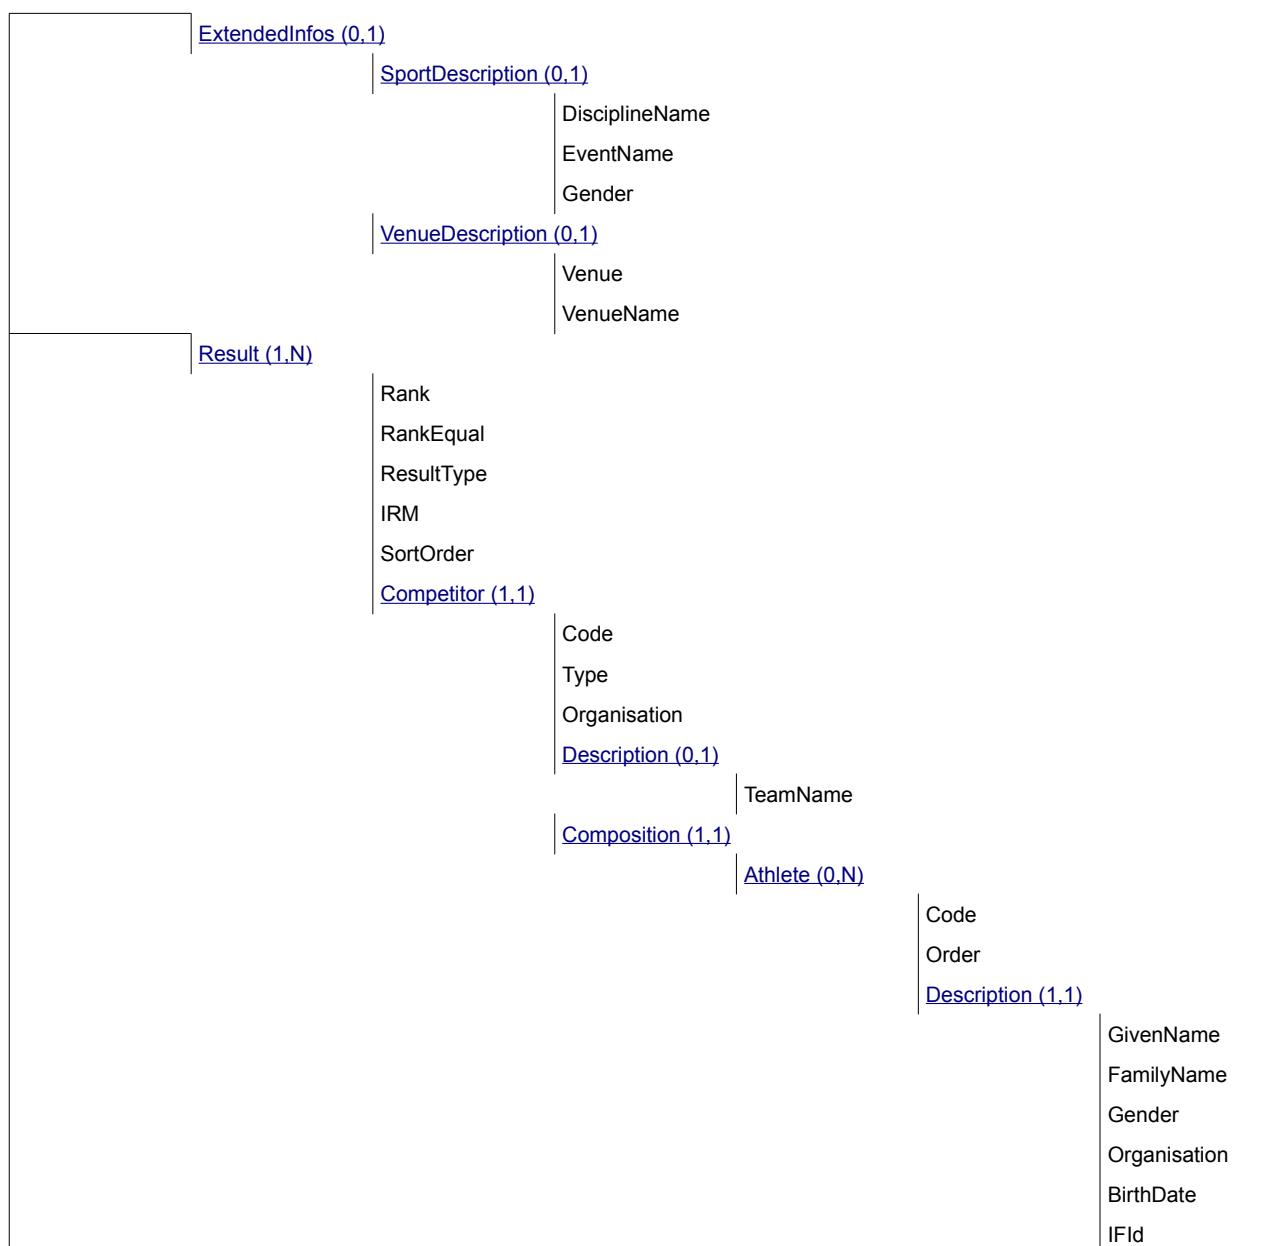 ExtendedInfos (0,1)
SportDescription (0,1)
DisciplineName
EventName
Gender
VenueDescription (0,1)
Venue
VenueName
Result (1,N)
Rank
RankEqual
ResultType
IRM
SortOrder
Competitor (1,1)
Code
Type
Organisation
Description (0,1)
TeamName
Composition (1,1)
Athlete (0,N)
Code
Order
Description (1,1)
GivenName
FamilyName
Gender
Organisation
BirthDate
IFId